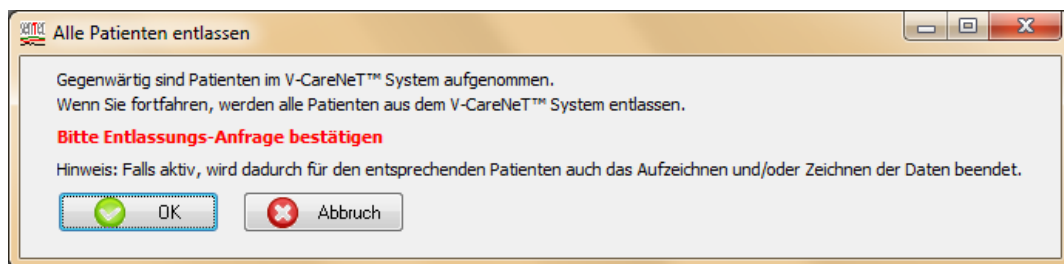 Alle Patienten entlassen
Gegenwärtig sind Patienten im V-CareNeT™ System aufgenommen.
Wenn Sie fortfahren, werden alle Patienten aus dem V-CareNeT™ System entlassen.
Bitte Entlassungs-Anfrage bestätigen
Hinweis: Falls aktiv, wird dadurch für den entsprechenden Patienten auch das Aufzeichnen und/oder Zeichnen der Daten beendet.
OK Abbruch